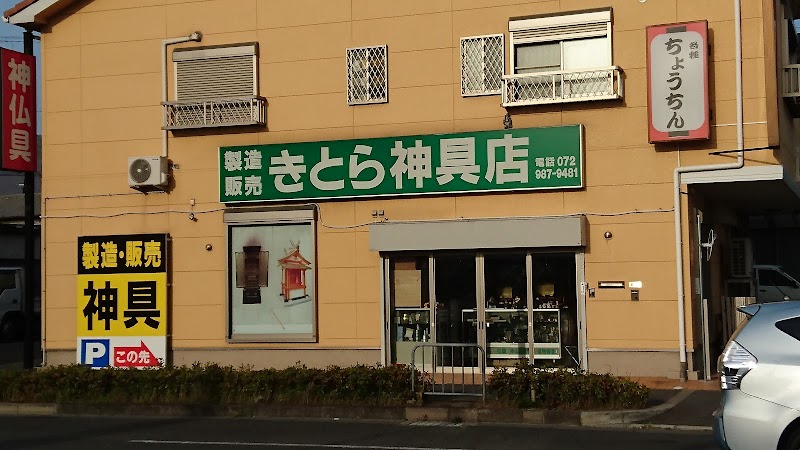 神仏具
各種
ちょうちん
製造
販売
きとら神具店
電話 072
987-9481
製造・販売
神具
P
この先